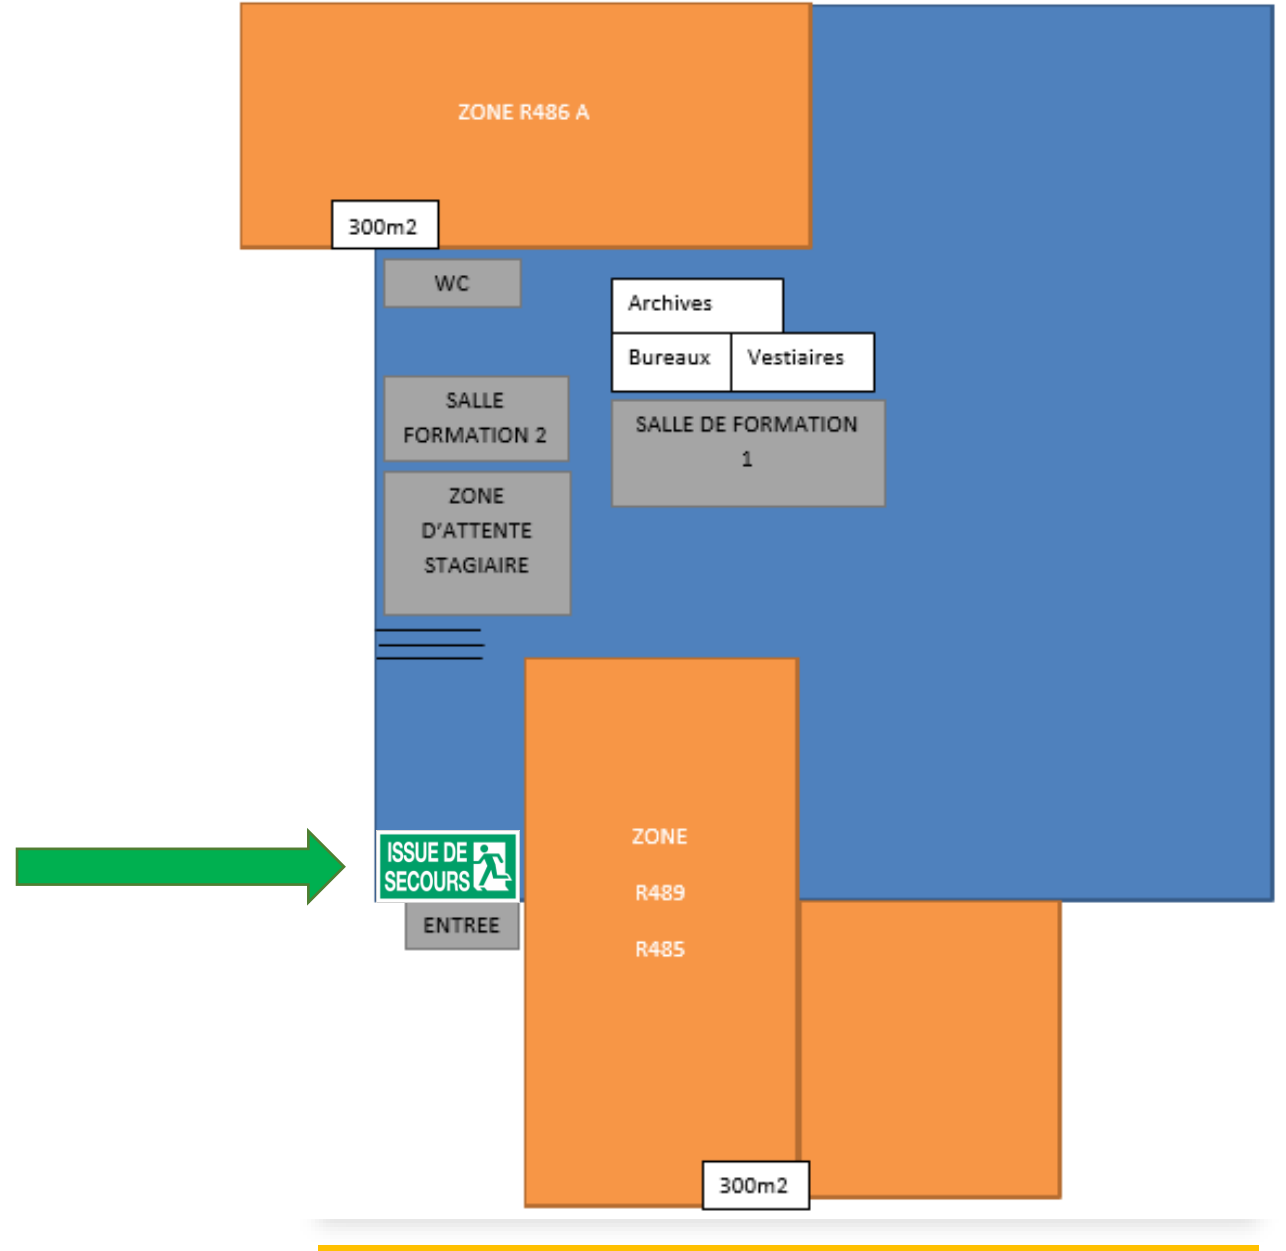 ZONE R486 A
300m2
WC
Archives
Bureaux
Vestiaires
SALLE
FORMATION 2
SALLE DE FORMATION
1
ZONE
D’ATTENTE
STAGIAIRE
ISSUE DE
SECOURS
ENTREE
ZONE
R489
R485
300m2